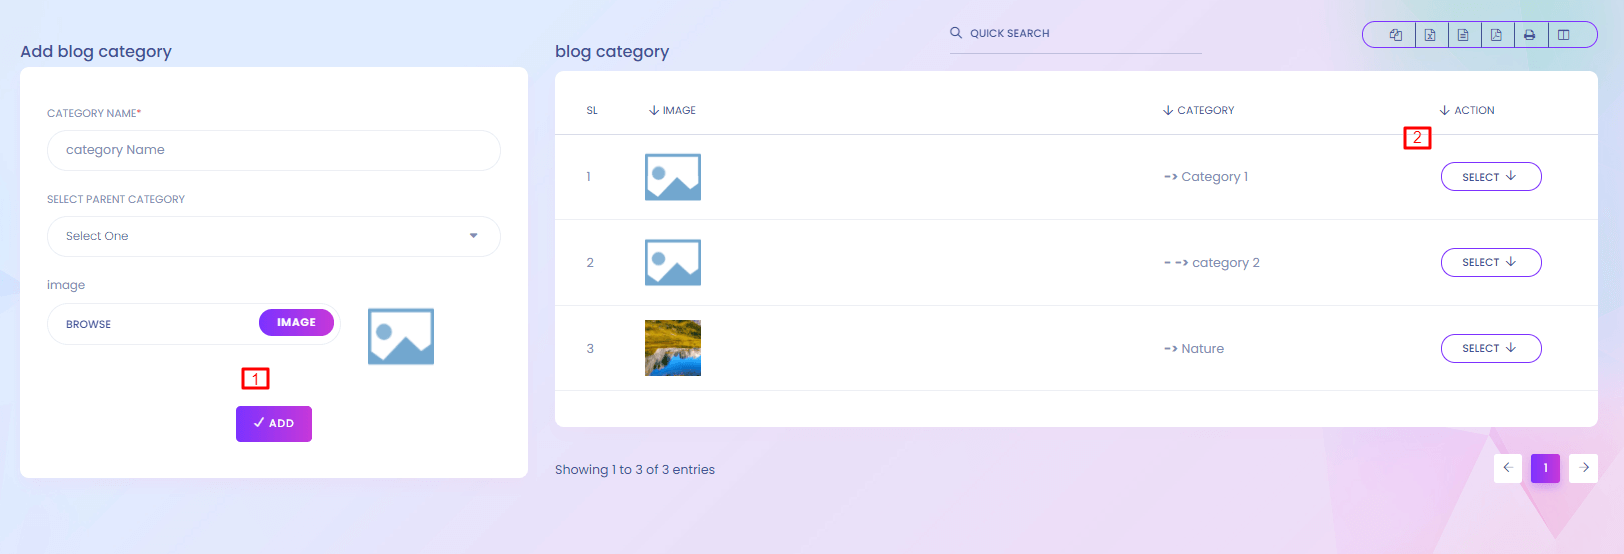 Add blog category
CATEGORY NAME*
category Name
SELECT PARENT CATEGORY
Select One
image
BROWSE
IMAGE
1
ADD
blog category
QUICK SEARCH
SL IMAGE CATEGORY ACTION
2
1 -> Category 1 SELECT
2 - -> category 2 SELECT
3 -> Nature SELECT
Showing 1 to 3 of 3 entries
1